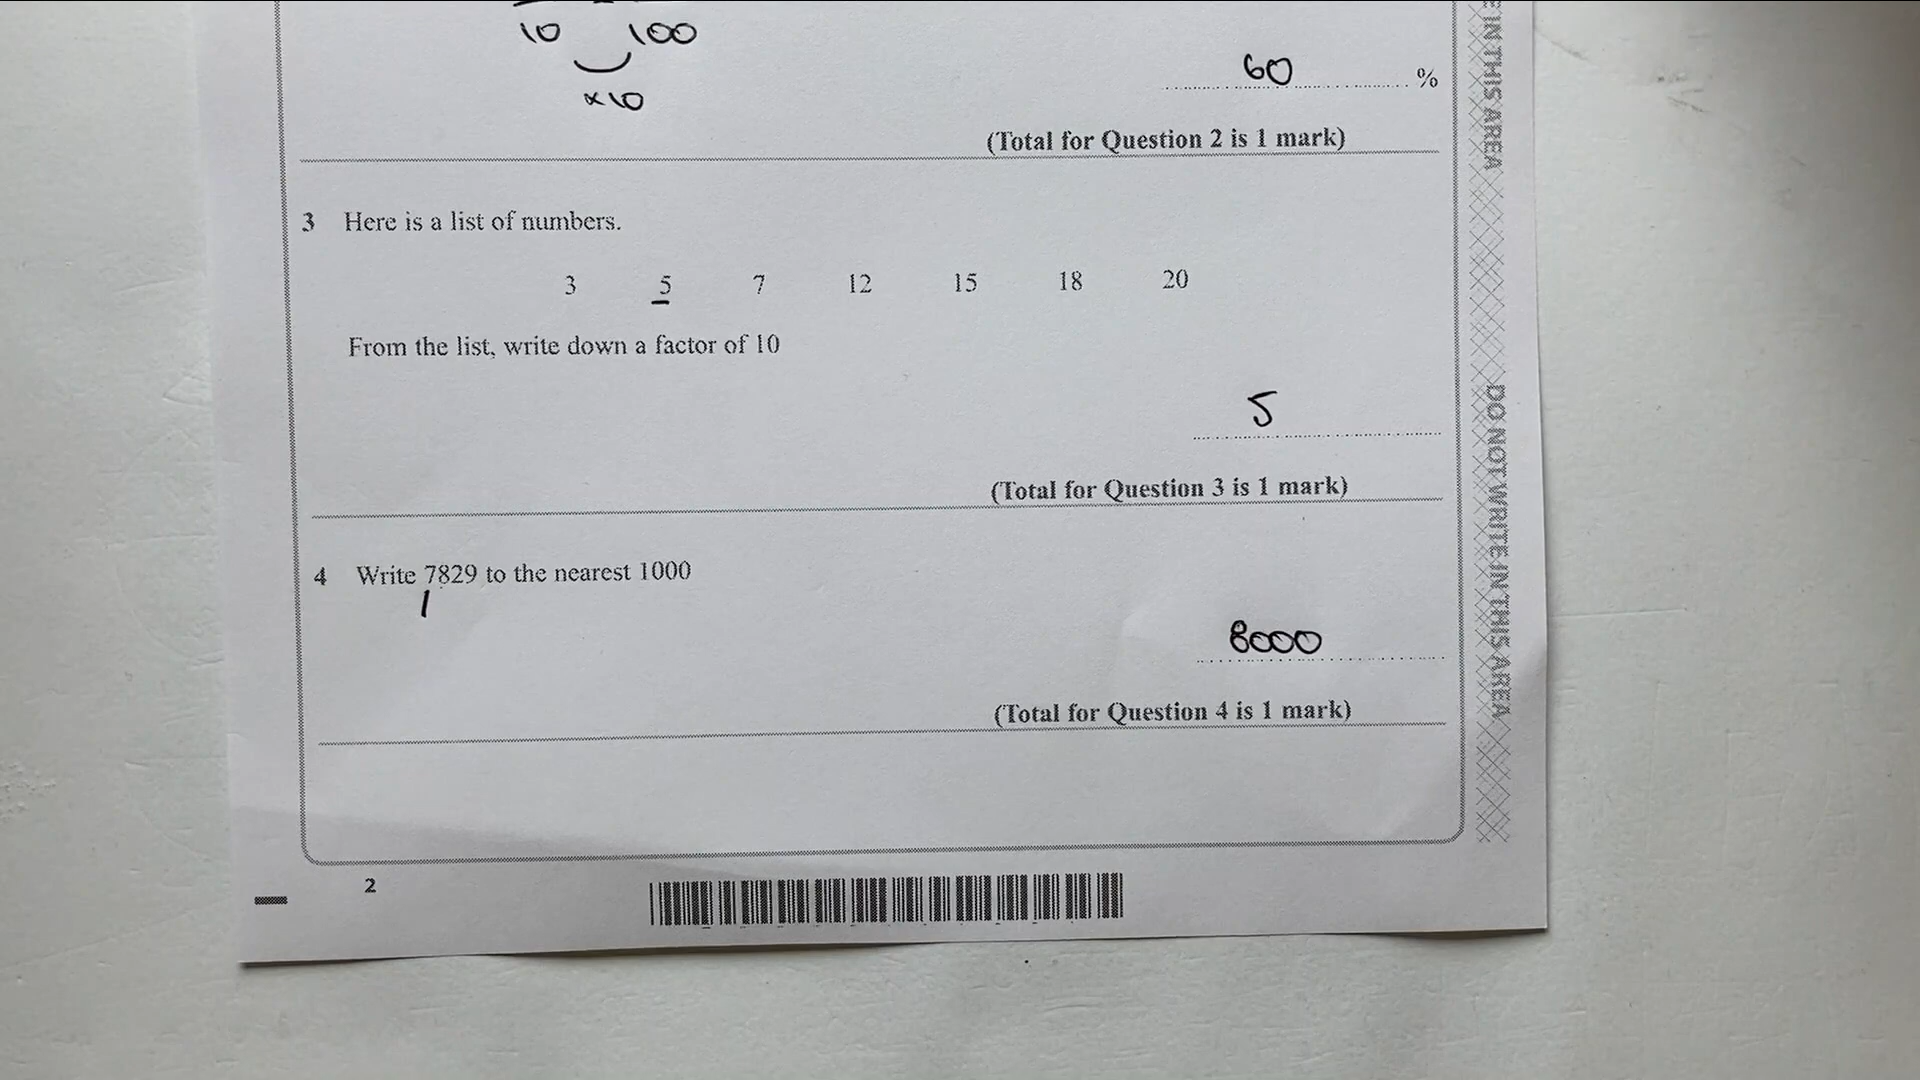 10 100
×10
60 %
(Total for Question 2 is 1 mark)
3 Here is a list of numbers.
3 5 7 12 15 18 20
From the list, write down a factor of 10
5
(Total for Question 3 is 1 mark)
4 Write 7829 to the nearest 1000
8000
(Total for Question 4 is 1 mark)
2
E IN THIS AREA
DO NOT WRITE IN THIS AREA